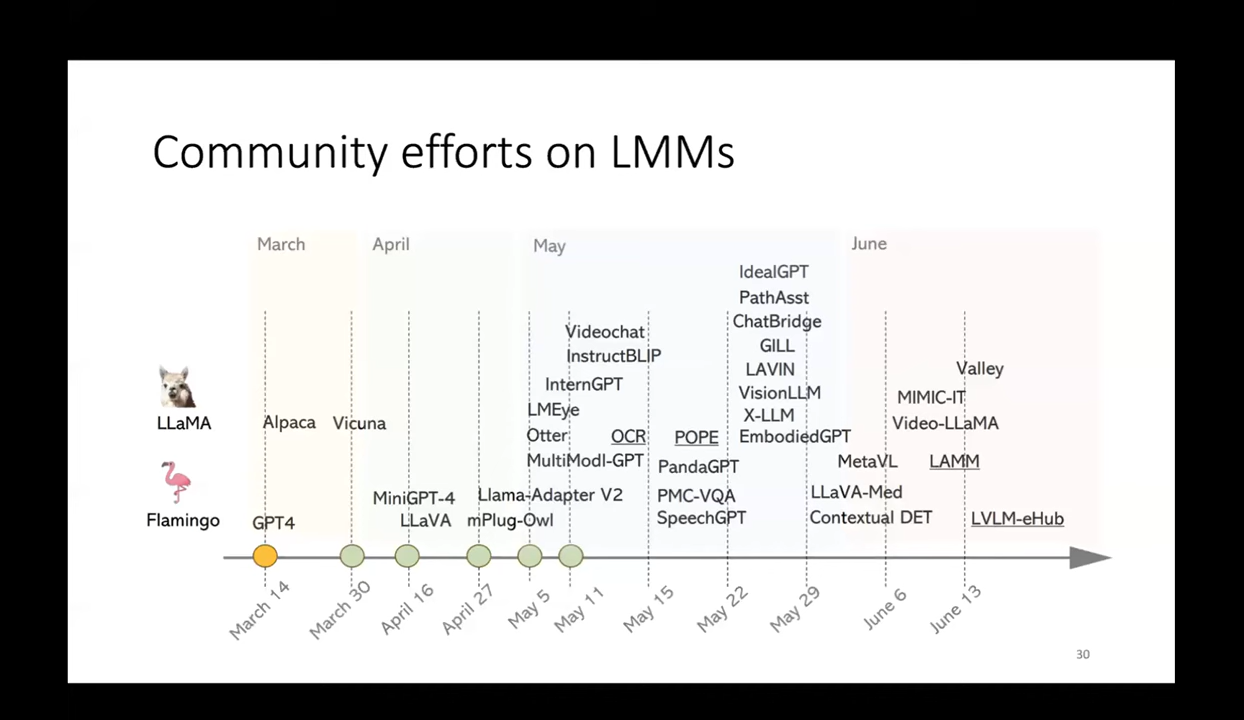 Community efforts on LMMs
March
April
May
June
IdealGPT
PathAsst
ChatBridge
Videochat
GILL
InstructBLIP
LAVIN
Valley
InternGPT
VisionLLM
MIMIC-IT
LMEye
X-LLM
LLaMA
Alpaca
Vicuna
Video-LLaMA
Otter
OCR
POPE
EmbodiedGPT
MultiModl-GPT
PandaGPT
MetaVL
LAMM
MiniGPT-4
Llama-Adapter V2
PMC-VQA
LLaVA-Med
Flamingo
GPT4
LLaVA
mPlug-Owl
SpeechGPT
Contextual DET
LVLM-eHub
March 14
March 30
April 16
April 27
May 5
May 11
May 15
May 22
May 29
June 6
June 13
30